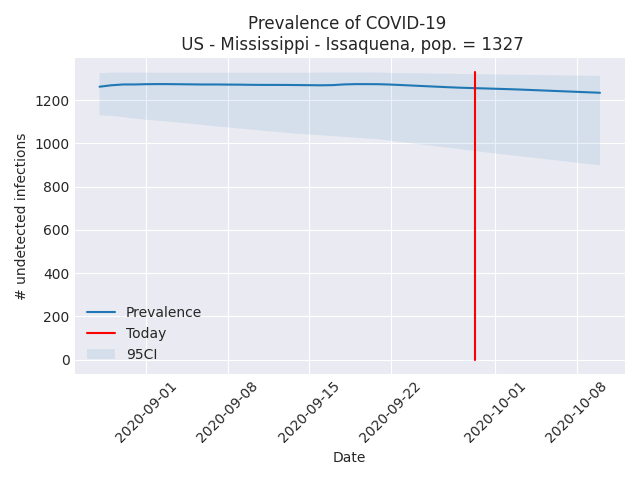 Prevalence of COVID-19
US - Mississippi - Issaquena, pop. = 1327
# undetected infections
1200
1000
800
600
400
200
0
Prevalence
Today
95CI
2020-09-01
2020-09-08
2020-09-15
2020-09-22
2020-10-01
2020-10-08
Date